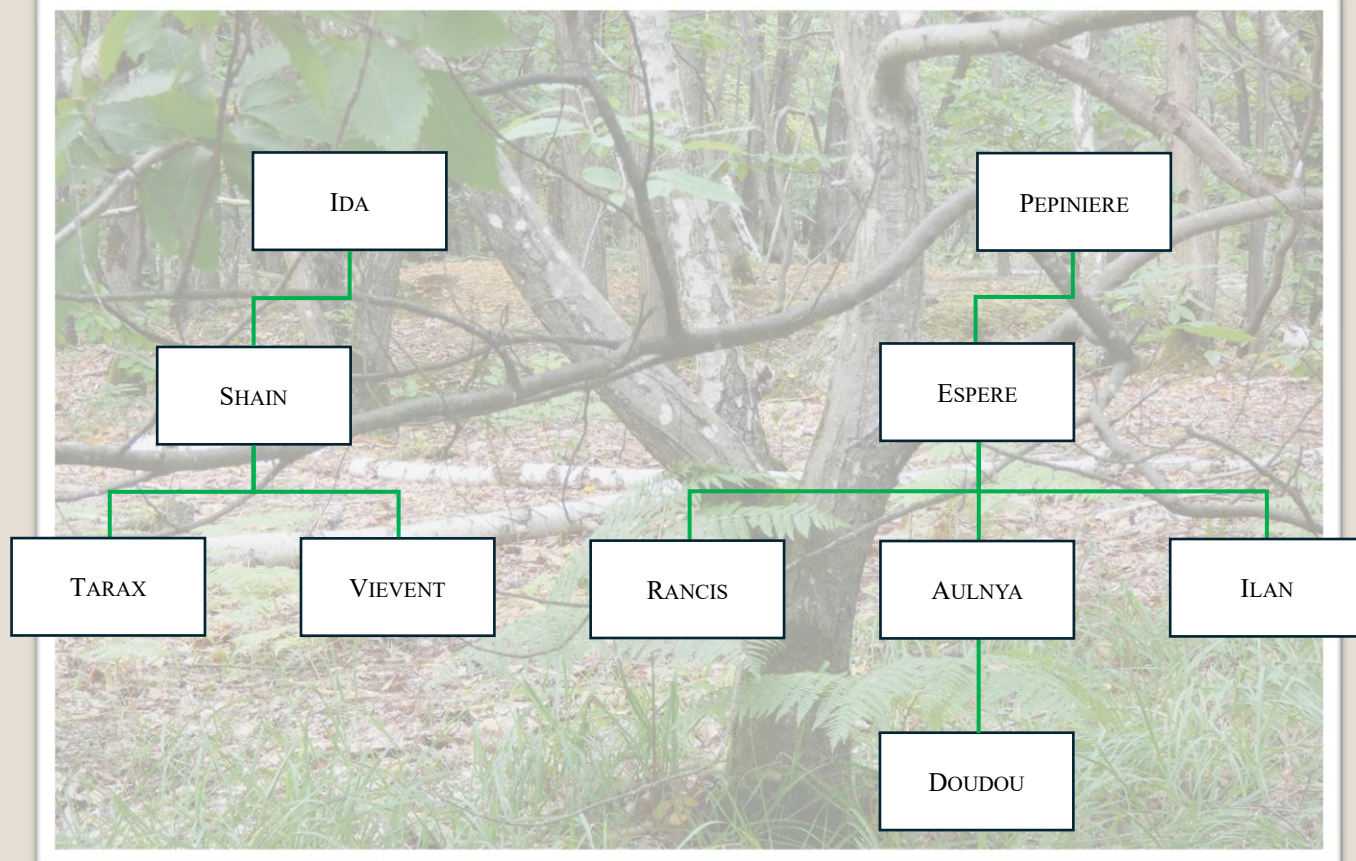 IDA
PEPINIERE
SHAIN
ESPERE
TARAX
VIEVENT
RANCIS
AULNYA
ILAN
DOUDOU